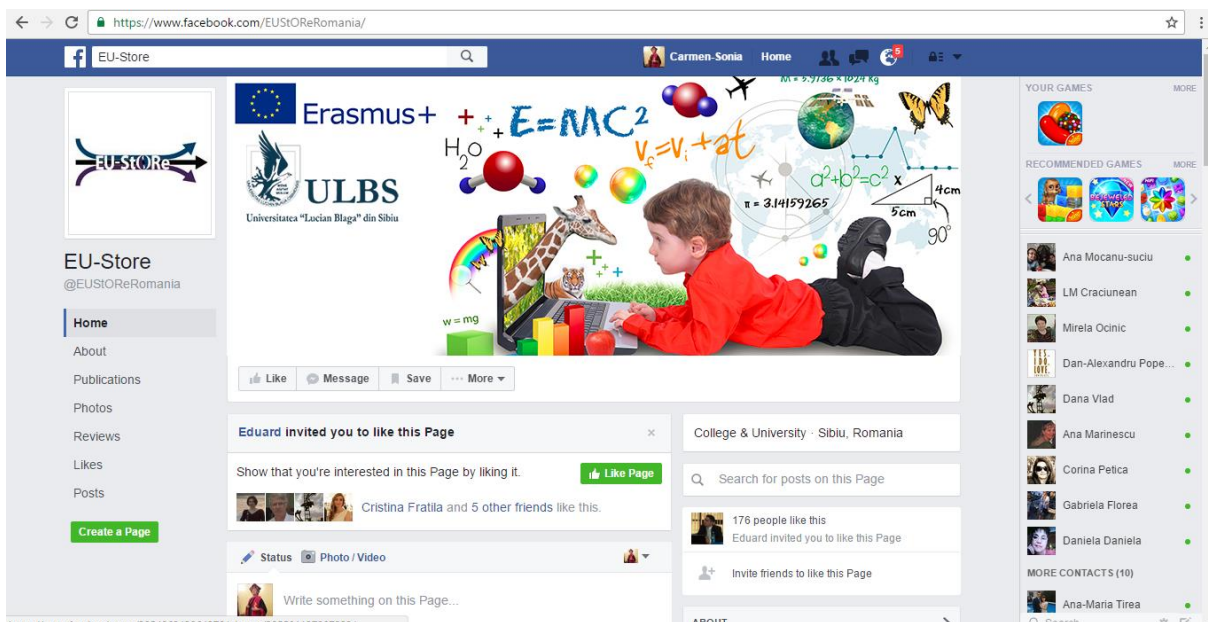 https://www.facebook.com/EUStOReRomania/
EU-Store
Carmen-Sonia
Home
5
EU-StORe
Erasmus+
ULBS
Universitatea "Lucian Blaga" din Sibiu
E=MC2
H2O
Vf=Vi+at
a²+b²=c²
x
4cm
5cm
90°
π = 3.14159265
w = mg
EU-Store
@EUStOReRomania
Home
About
Publications
Photos
Reviews
Likes
Posts
Create a Page
Like
Message
Save
More
Eduard invited you to like this Page
Show that you're interested in this Page by liking it.
Like Page
Cristina Fratila and 5 other friends like this.
Status
Photo / Video
Write something on this Page...
College & University · Sibiu, Romania
Search for posts on this Page
176 people like this
Eduard invited you to like this Page
Invite friends to like this Page
ABOUT
YOUR GAMES
MORE
RECOMMENDED GAMES
MORE
BEJEWELED
STARS
Ana Mocanu-suciu
LM Craciunean
Mirela Ocinic
Dan-Alexandru Pope...
Dana Vlad
Ana Marinescu
Corina Petica
Gabriela Florea
Daniela Daniela
MORE CONTACTS (10)
Ana-Maria Tirea
Search